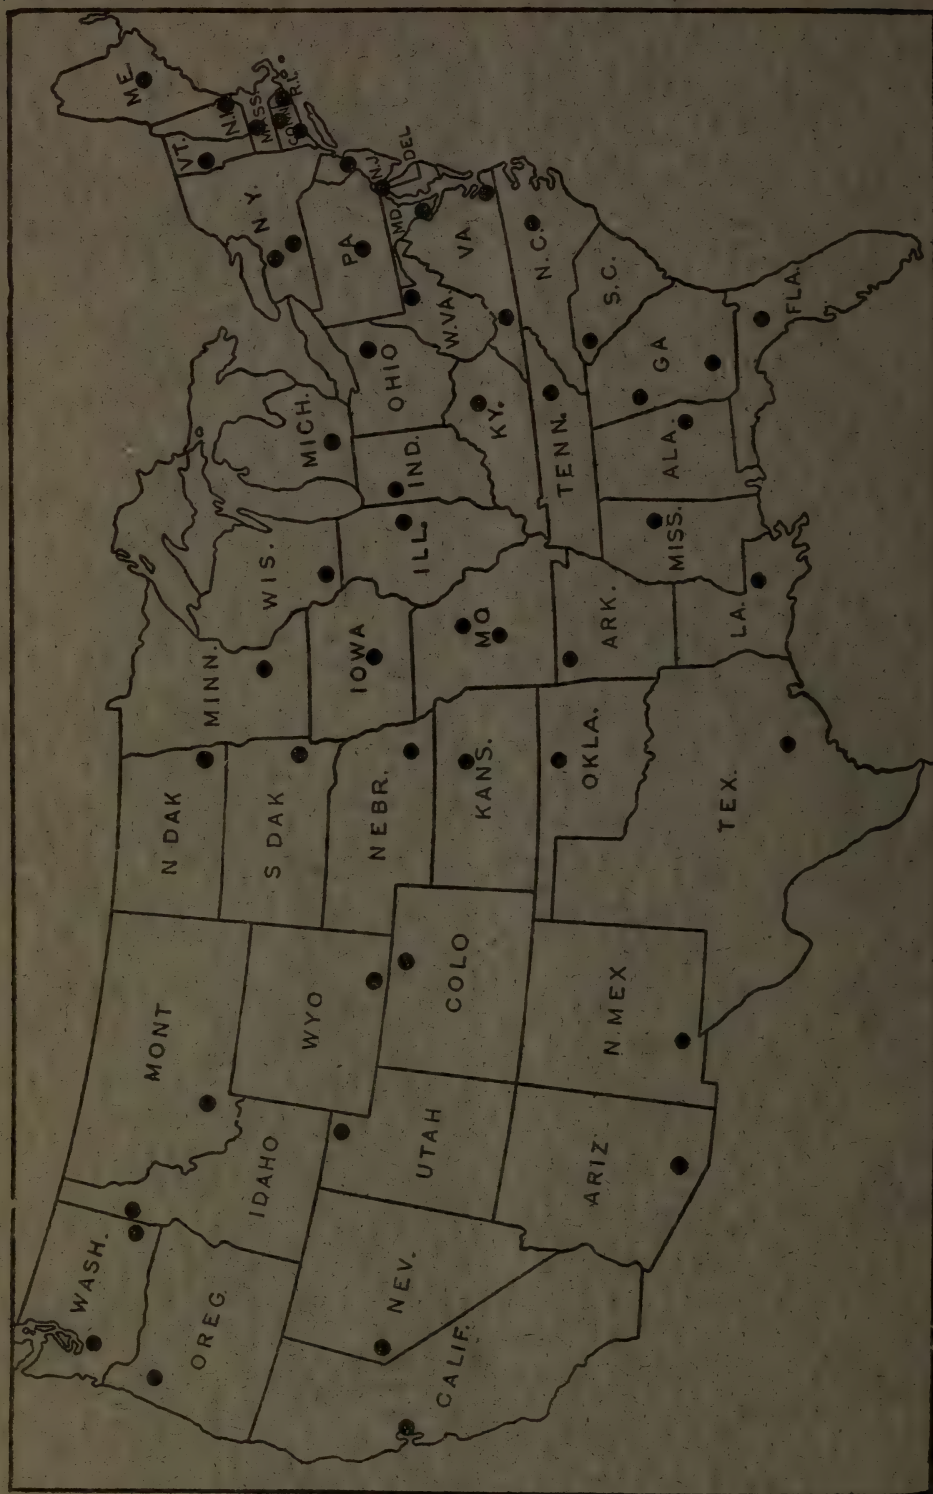 WASH.
OREG
CALIF.
NEV.
IDAHO
MONT
WYO
UTAH
COLO
ARIZ
N. MEX
N DAK
S DAK
NEBR.
KANS.
OKLA.
TEX.
MINN.
IOWA
MO
ARK.
LA.
WIS.
ILL.
MISS.
MICH.
IND.
OHIO
KY.
TENN.
ALA.
GA
FLA.
S.C.
N.C.
VA
W.VA.
MD.
DEL
PA
N.J.
N Y.
VT.
N.H
ME.
MASS.
CONN
R.I.